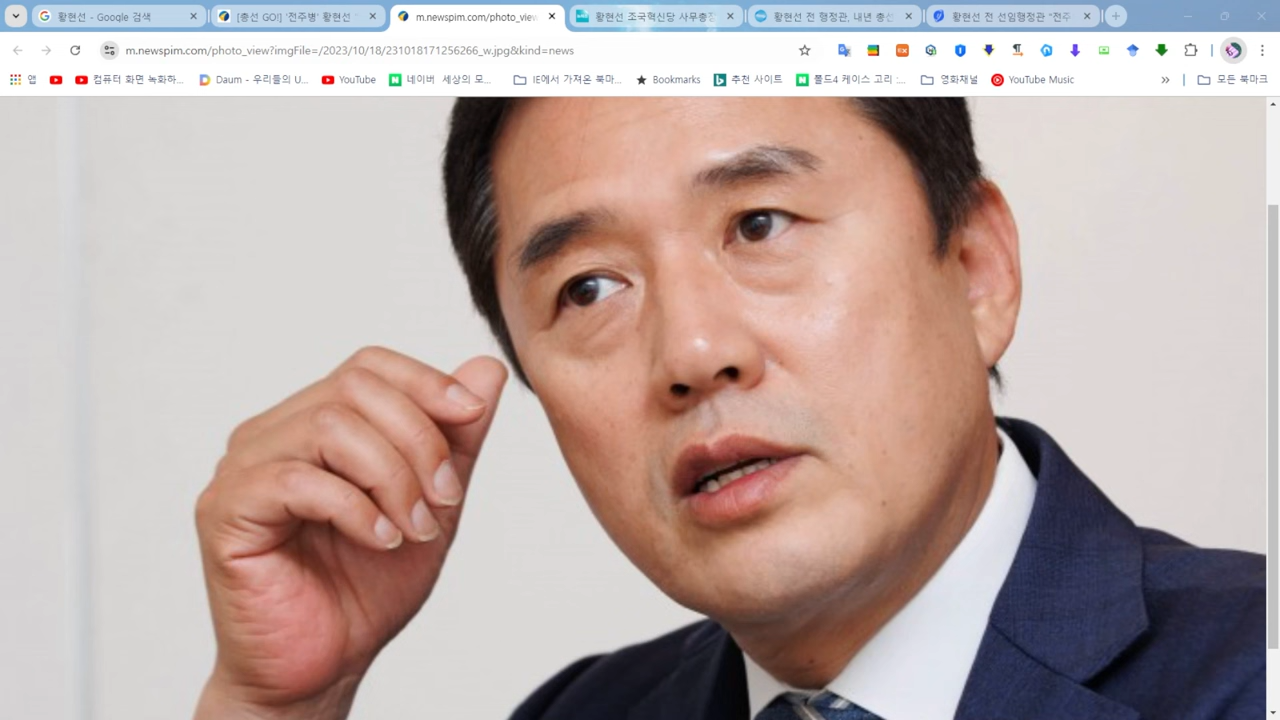 황현선 - Google 검색
[총선 GO!] '전주병' 황현선 "
m.newspim.com/photo_view
황현선 조국혁신당 사무총장
황현선 전 행정관, 내년 총선
황현선 전 선임행정관 "전주
m.newspim.com/photo_view?imgFile=/2023/10/18/231018171256266_w.jpg&kind=news
앱
컴퓨터 화면 녹화하...
Daum - 우리들의 U...
YouTube
네이버 세상의 모...
IE에서 가져온 북마...
Bookmarks
추천 사이트
폴드4 케이스 고리 :...
영화채널
YouTube Music
»
모든 북마크